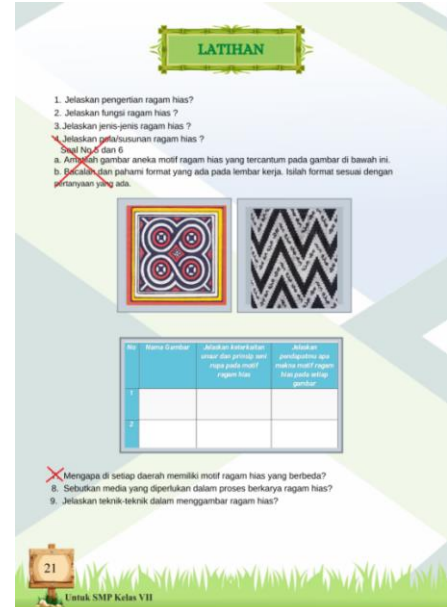 LATIHAN
1. Jelaskan pengertian ragam hias?
2. Jelaskan fungsi ragam hias ?
3. Jelaskan jenis-jenis ragam hias ?
4. Jelaskan pola/susunan ragam hias ?
Soal No 5 dan 6
a. Amatilah gambar aneka motif ragam hias yang tercantum pada gambar di bawah ini.
b. Bacalah dan pahami format yang ada pada lembar kerja. Isilah format sesuai dengan
pertanyaan yang ada.
No Nama Gambar Jelaskan keterkaitan unsur dan prinsip seni rupa pada motif ragam hias Jelaskan pendapatmu apa makna motif ragam hias pada setiap gambar
1
2
Mengapa di setiap daerah memiliki motif ragam hias yang berbeda?
8. Sebutkan media yang diperlukan dalam proses berkarya ragam hias?
9. Jelaskan teknik-teknik dalam menggambar ragam hias?
21
Untuk SMP Kelas VII